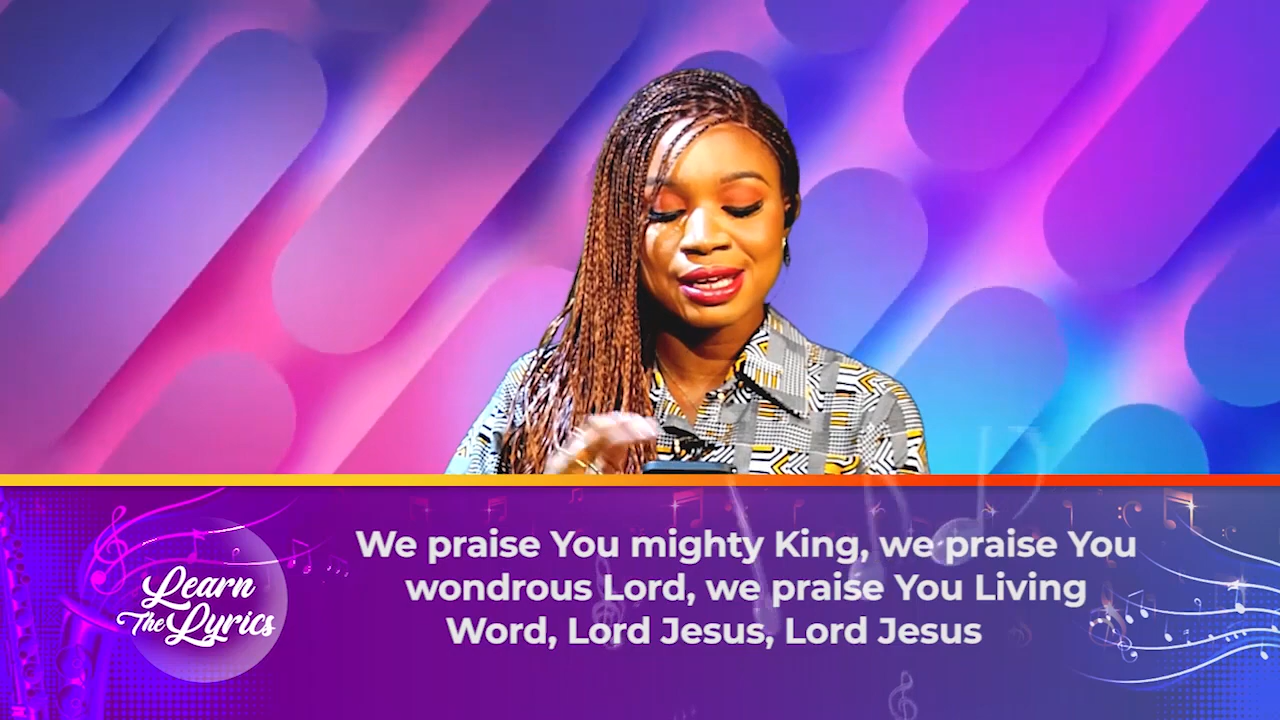 Learn
The Lyrics
We praise You mighty King, we praise You
wondrous Lord, we praise You Living
Word, Lord Jesus, Lord Jesus